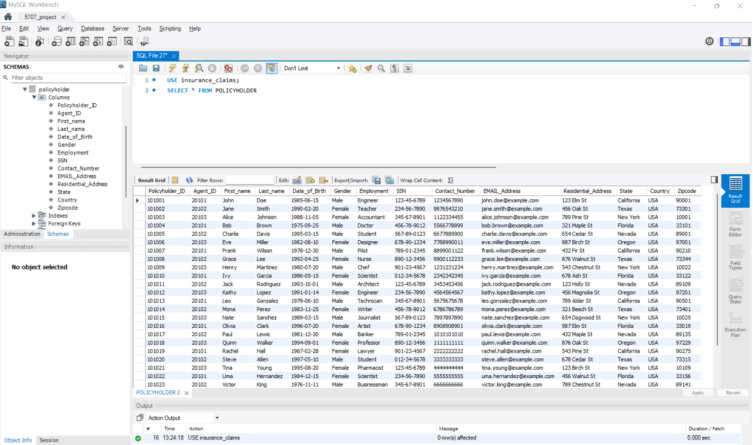 MySQL Workbench
5707_project
File Edit View Query Database Server Tools Scripting Help
Navigator
SCHEMAS
Filter objects
policyholder
Columns
Policyholder_ID
Agent_ID
First_name
Last_name
Date_of_Birth
Gender
Employment
SSN
Contact_Number
EMAIL_Address
Residential_Address
State
Country
Zipcode
Indexes
Foreign Keys
Administration Schemas
Information
No object selected
Object Info Session
SQL File 27*
Don't Limit
1 USE insurance_claims;
2 SELECT * FROM POLICYHOLDER
Result Grid Filter Rows: Edit: Export/Import: Wrap Cell Content:
Policyholder_ID Agent_ID First_name Last_name Date_of_Birth Gender Employment SSN Contact_Number EMAIL_Address Residential_Address State Country Zipcode
101001 20101 John Doe 1985-06-15 Male Engineer 123-45-6789 1234567890 john.doe@example.com 123 Elm St California USA 90001
101002 20102 Jane Smith 1990-02-20 Female Teacher 234-56-7890 9876543210 jane.smith@example.com 456 Oak St Texas USA 73301
101003 20103 Alice Johnson 1988-11-05 Female Accountant 345-67-8901 1122334455 alice.johnson@example.com 789 Pine St New York USA 10001
101004 20104 Bob Brown 1975-09-25 Male Doctor 456-78-9012 5566778899 bob.brown@example.com 321 Maple St Florida USA 33101
101005 20102 Charlie Davis 1995-03-15 Male Student 567-89-0123 6677889900 charlie.davis@example.com 654 Cedar St Nevada USA 89001
101006 20103 Eve Miller 1982-08-10 Female Designer 678-90-1234 7788990011 eve.miller@example.com 987 Birch St Oregon USA 97001
101007 20101 Frank Wilson 1978-12-30 Male Pilot 789-01-2345 8899001122 frank.wilson@example.com 432 Fir St California USA 90210
101008 20102 Grace Lee 1992-04-25 Female Nurse 890-12-3456 9900112233 grace.lee@example.com 876 Walnut St Texas USA 73344
101009 20103 Henry Martinez 1980-07-20 Male Chef 901-23-4567 1231231234 henry.martinez@example.com 543 Chestnut St New York USA 10022
101010 20101 Ivy Garcia 1986-05-15 Female Scientist 012-34-5678 2342342345 ivy.garcia@example.com 678 Ash St Florida USA 33122
101011 20102 Jack Rodriguez 1993-10-01 Male Architect 123-45-6789 3453453456 jack.rodriguez@example.com 123 Holly St Nevada USA 89109
101012 20103 Kathy Lopez 1991-01-14 Female Engineer 234-56-7890 4564564567 kathy.lopez@example.com 456 Magnolia St Oregon USA 97201
101013 20101 Leo Gonzalez 1979-06-10 Male Technician 345-67-8901 5675675678 leo.gonzalez@example.com 789 Alder St California USA 90501
101014 20102 Mona Perez 1983-11-25 Female Writer 456-78-9012 6786786789 mona.perez@example.com 321 Beech St Texas USA 73401
101015 20103 Nate Sanchez 1989-03-15 Male Journalist 567-89-0123 7897897890 nate.sanchez@example.com 654 Dogwood St New York USA 10025
101016 20101 Olivia Clark 1996-07-20 Female Artist 678-90-1234 8908908901 olivia.clark@example.com 987 Elm St Florida USA 33019
101017 20102 Paul Lewis 1981-12-30 Male Banker 789-01-2345 1010101010 paul.lewis@example.com 432 Maple St Nevada USA 89135
101018 20103 Quinn Walker 1994-09-01 Female Professor 890-12-3456 1111111111 quinn.walker@example.com 876 Oak St Oregon USA 97229
101019 20101 Rachel Hall 1987-02-28 Female Lawyer 901-23-4567 2222222222 rachel.hall@example.com 543 Pine St California USA 90275
101020 20102 Steve Allen 1997-05-10 Male Student 012-34-5678 3333333333 steve.allen@example.com 678 Cedar St Texas USA 73315
101021 20103 Tina Young 1995-08-20 Female Pharmacist 123-45-6789 4444444444 tina.young@example.com 123 Birch St New York USA 10109
101022 20101 Uma Hernandez 1984-12-15 Female Scientist 234-56-7890 5555555555 uma.hernandez@example.com 456 Walnut St Florida USA 33156
101023 20102 Victor King 1976-11-11 Male Businessman 345-67-8901 6666666666 victor.king@example.com 789 Chestnut St Nevada USA 89141
Result Grid
Form Editor
Field Types
Query Stats
Execution Plan
POLICYHOLDER 2 Apply Revert
Output
Action Output
# Time Action Message Duration / Fetch
16 13:24:18 USE insurance_claims 0 row(s) affected 0.000 sec